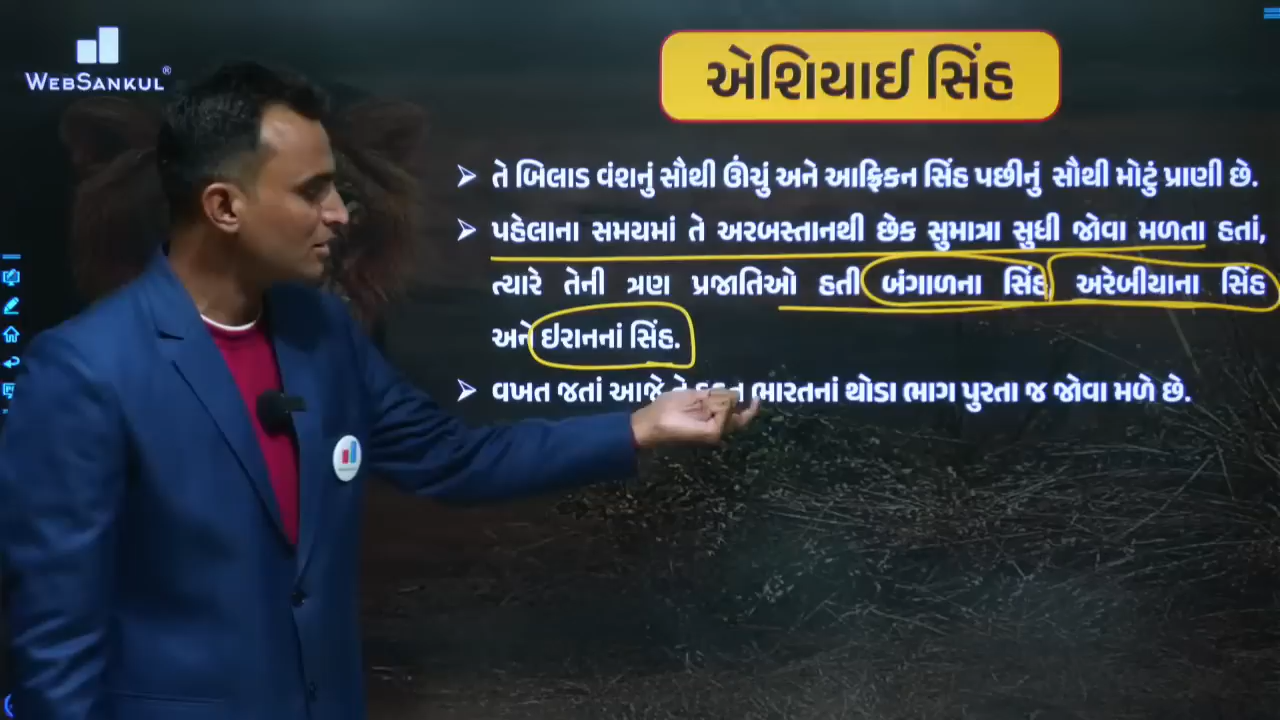 WEBSANKUL®
એશિયાઈ સિંહ
તે બિલાડ વંશનું સૌથી ઊંચું અને આફ્રિકન સિંહ પછીનું સૌથી મોટું પ્રાણી છે.
પહેલાના સમયમાં તે અરબસ્તાનથી છેક સુમાત્રા સુધી જોવા મળતા હતાં,
ત્યારે તેની ત્રણ પ્રજાતિઓ હતી બંગાળના સિંહ અરેબીયાના સિંહ
અને ઇરાનનાં સિંહ.
વખત જતાં આજે ભારતનાં થોડા ભાગ પુરતા જ જોવા મળે છે.